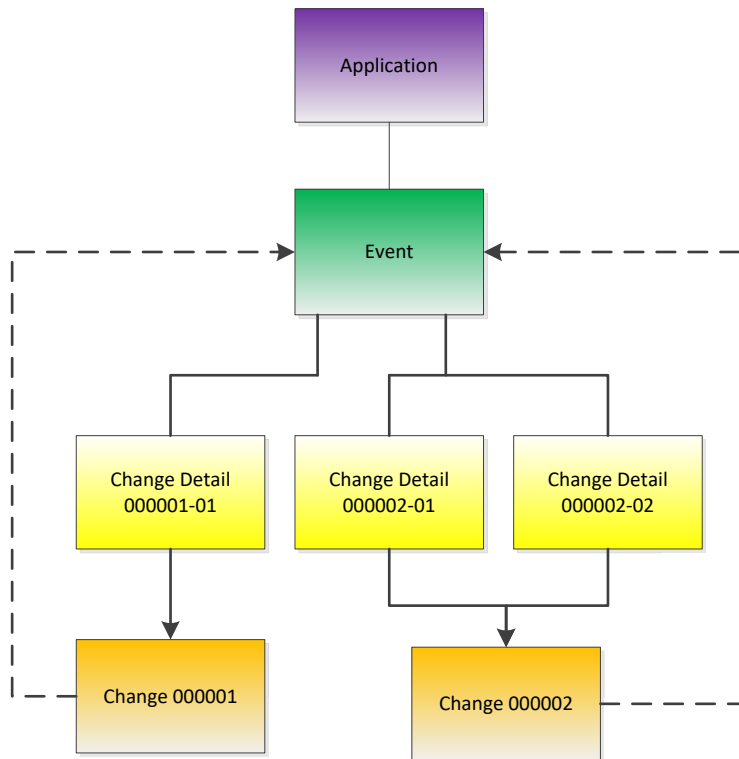 Application
Event
Change Detail
000001-01
Change Detail
000002-01
Change Detail
000002-02
Change 000001
Change 000002